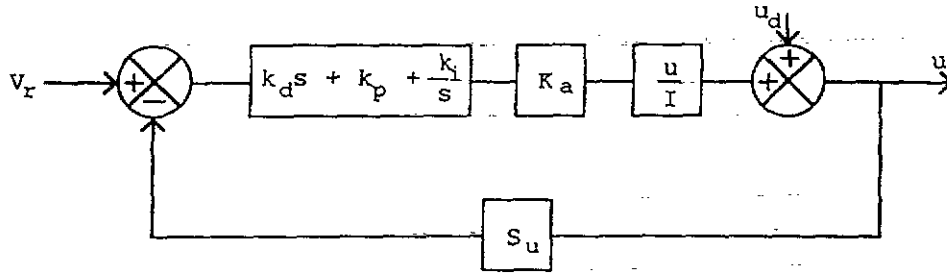 u_d
V_r
+
−
k_d s + k_p + k_i/s
K_a
u/I
+
+
u
S_u